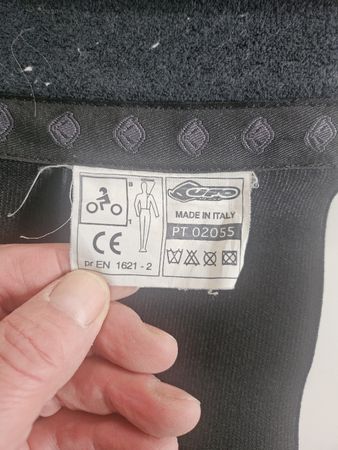 UFO
MADE IN ITALY
PT 02055
CE
pr EN 1621 - 2